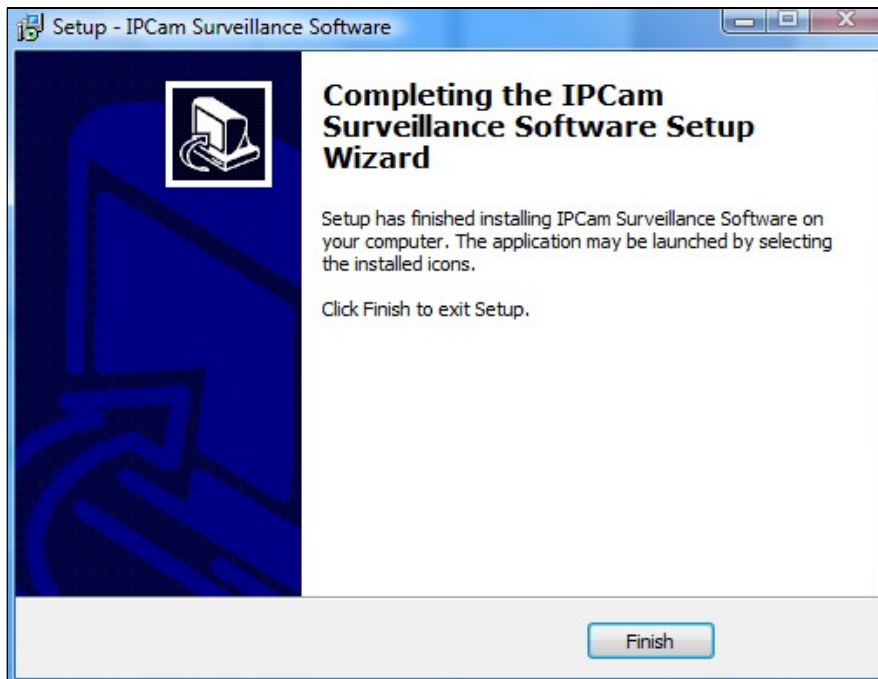 Setup - IPCam Surveillance Software
Completing the IPCam
Surveillance Software Setup
Wizard
Setup has finished installing IPCam Surveillance Software on
your computer. The application may be launched by selecting
the installed icons.
Click Finish to exit Setup.
Finish